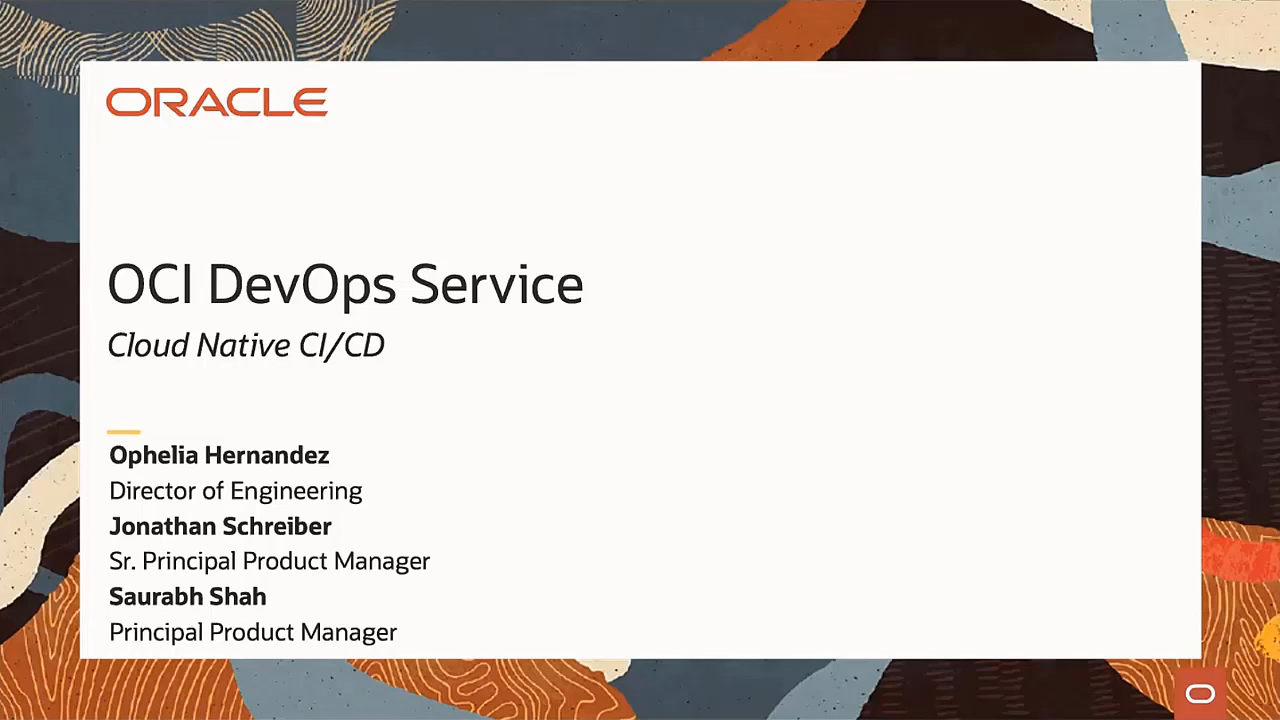 ORACLE
OCI DevOps Service
Cloud Native CI/CD
Ophelia Hernandez
Director of Engineering
Jonathan Schreiber
Sr. Principal Product Manager
Saurabh Shah
Principal Product Manager